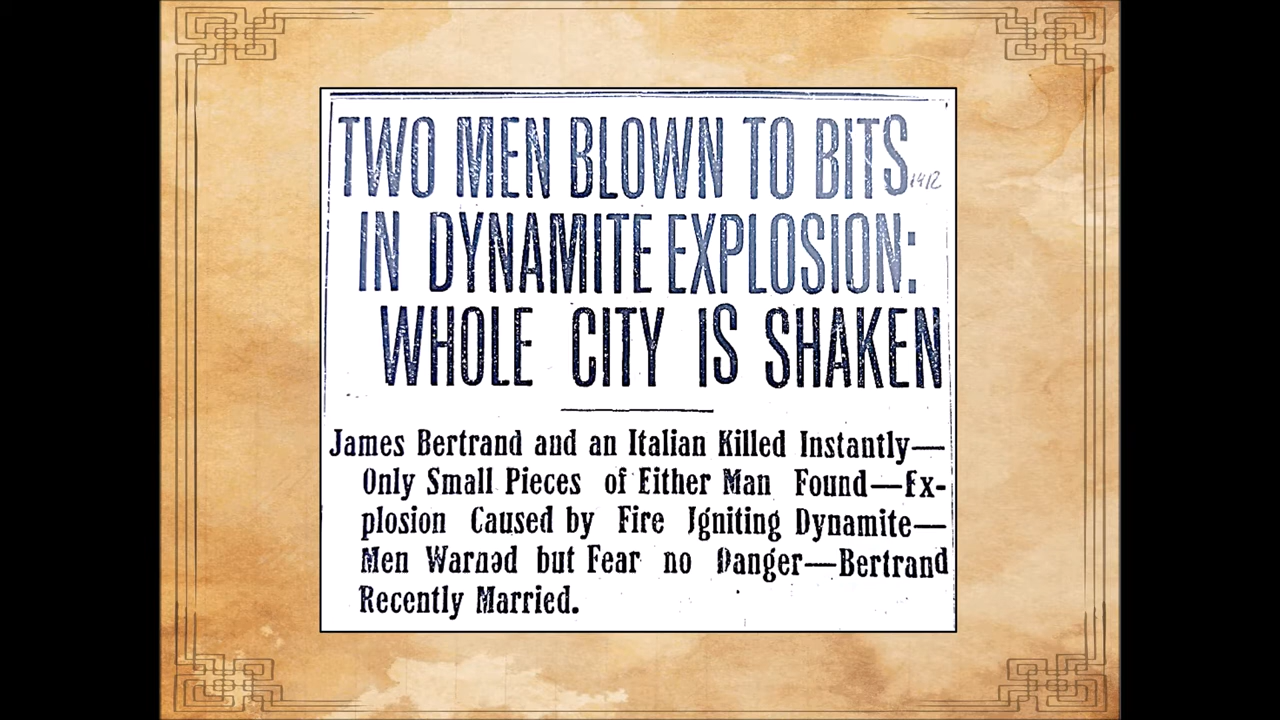 TWO MEN BLOWN TO BITS
IN DYNAMITE EXPLOSION:
WHOLE CITY IS SHAKEN
James Bertrand and an Italian Killed Instantly—
Only Small Pieces of Either Man Found—Ex-
plosion Caused by Fire Igniting Dynamite—
Men Warned but Fear no Danger—Bertrand
Recently Married.